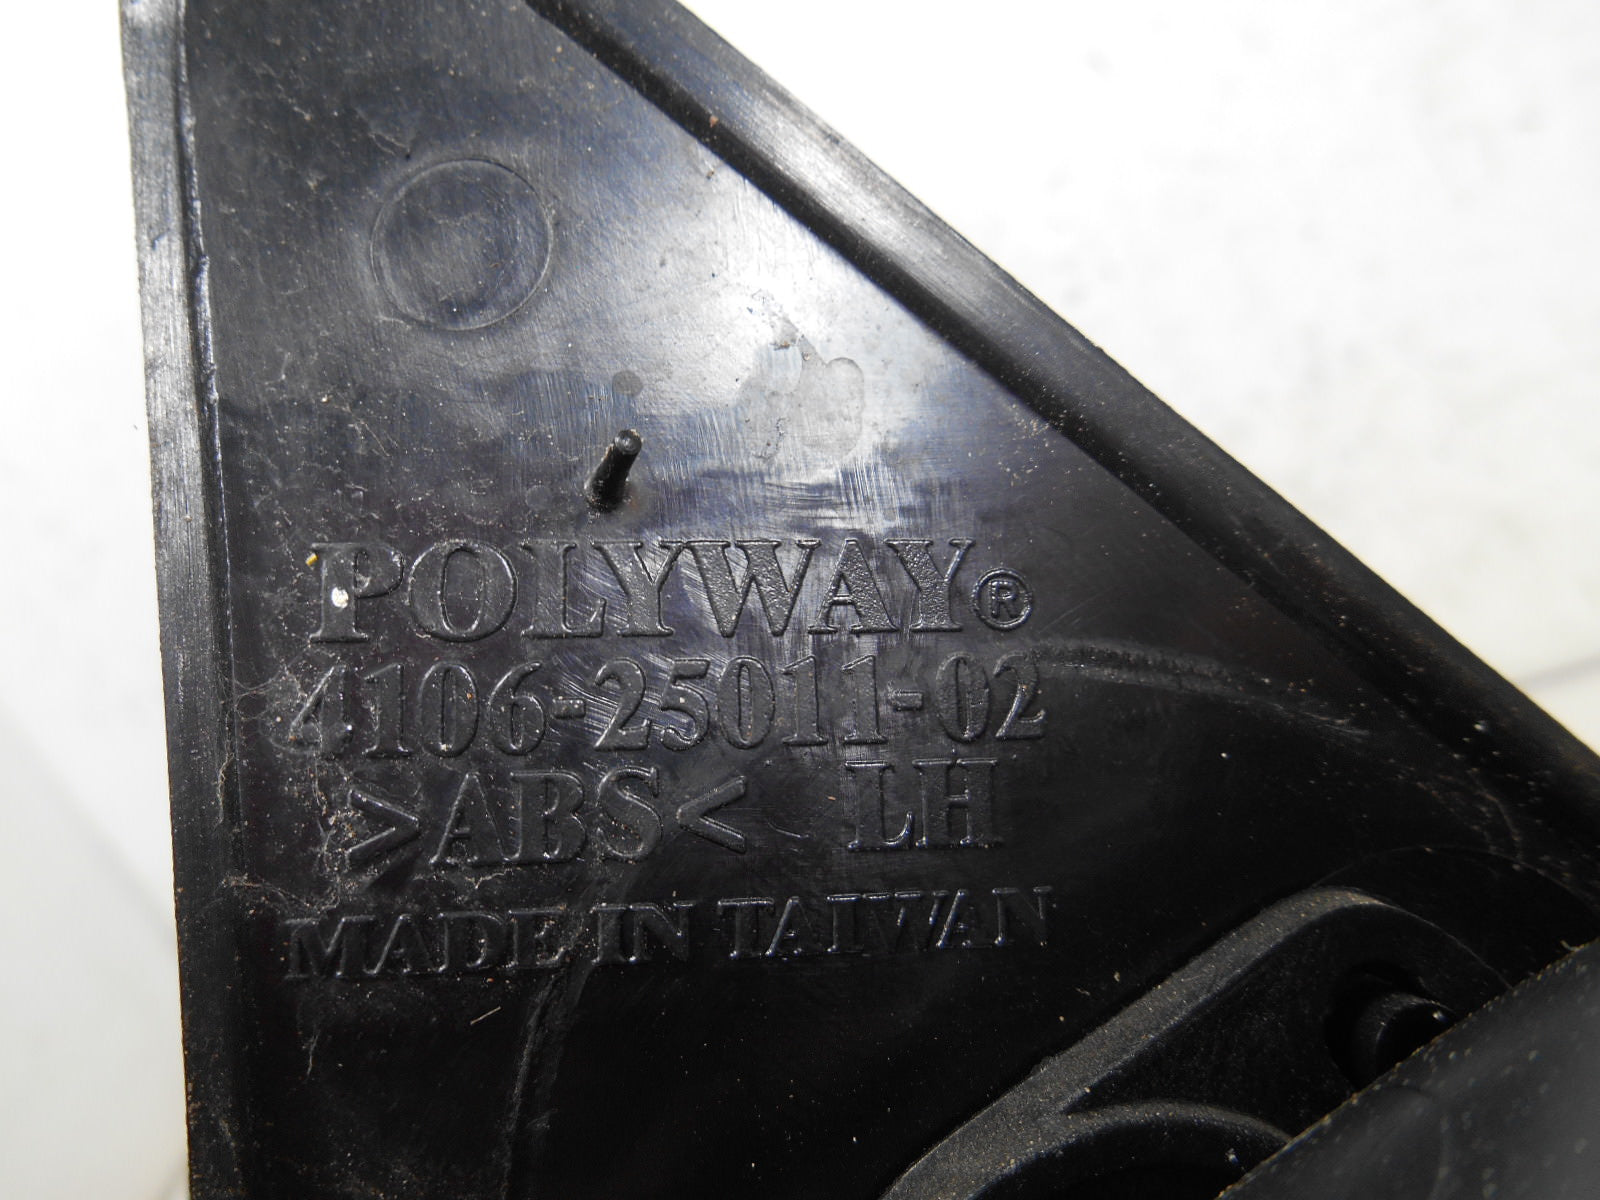 POLYWAY®
4106-25011-02
>ABS< LH
MADE IN TAIWAN